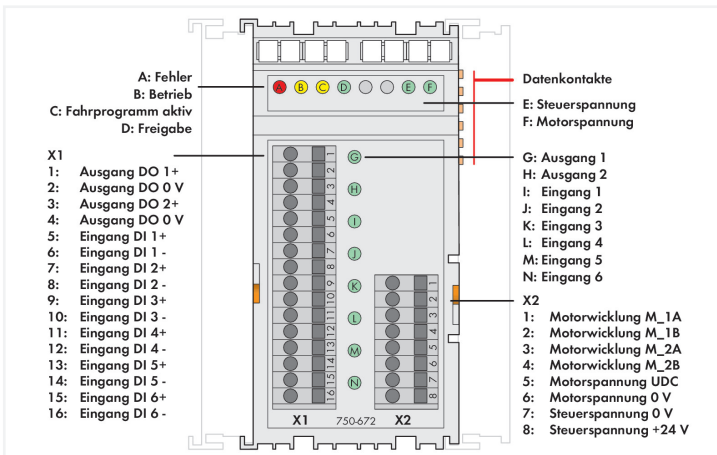 A: Fehler
B: Betrieb
C: Fahrprogramm aktiv
D: Freigabe
A B C D E F
Datenkontakte
E: Steuerspannung
F: Motorspannung
X1
1: Ausgang DO 1+
2: Ausgang DO 0 V
3: Ausgang DO 2+
4: Ausgang DO 0 V
5: Eingang DI 1+
6: Eingang DI 1 -
7: Eingang DI 2+
8: Eingang DI 2 -
9: Eingang DI 3+
10: Eingang DI 3 -
11: Eingang DI 4+
12: Eingang DI 4 -
13: Eingang DI 5+
14: Eingang DI 5 -
15: Eingang DI 6+
16: Eingang DI 6 -
1
2
3
4
5
6
7
8
9
10
11
12
13
14
15
16
G
H
I
J
K
L
M
N
1
2
3
4
5
6
7
8
X1 750-672 X2
G: Ausgang 1
H: Ausgang 2
I: Eingang 1
J: Eingang 2
K: Eingang 3
L: Eingang 4
M: Eingang 5
N: Eingang 6
X2
1: Motorwicklung M_1A
2: Motorwicklung M_1B
3: Motorwicklung M_2A
4: Motorwicklung M_2B
5: Motorspannung UDC
6: Motorspannung 0 V
7: Steuerspannung 0 V
8: Steuerspannung +24 V